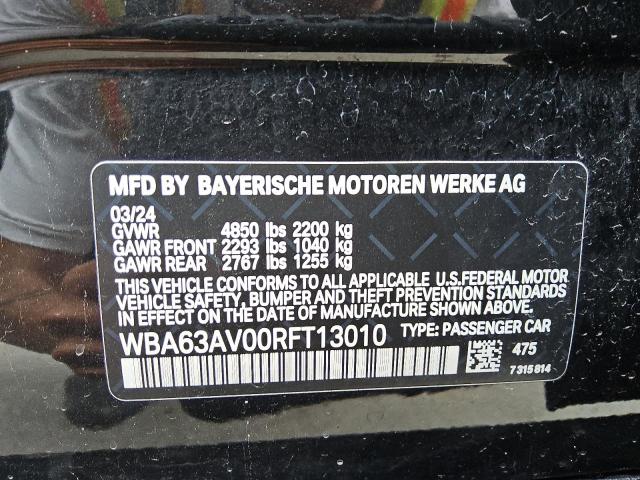 MFD BY BAYERISCHE MOTOREN WERKE AG
03/24
GVWR 4850 lbs 2200 kg
GAWR FRONT 2293 lbs 1040 kg
GAWR REAR 2767 lbs 1255 kg
THIS VEHICLE CONFORMS TO ALL APPLICABLE U.S.FEDERAL MOTOR
VEHICLE SAFETY, BUMPER AND THEFT PREVENTION STANDARDS
IN EFFECT ON THE DATE OF MANUFACTURE SHOWN ABOVE.
WBA63AV00RFT13010 TYPE: PASSENGER CAR
475
7 315 814